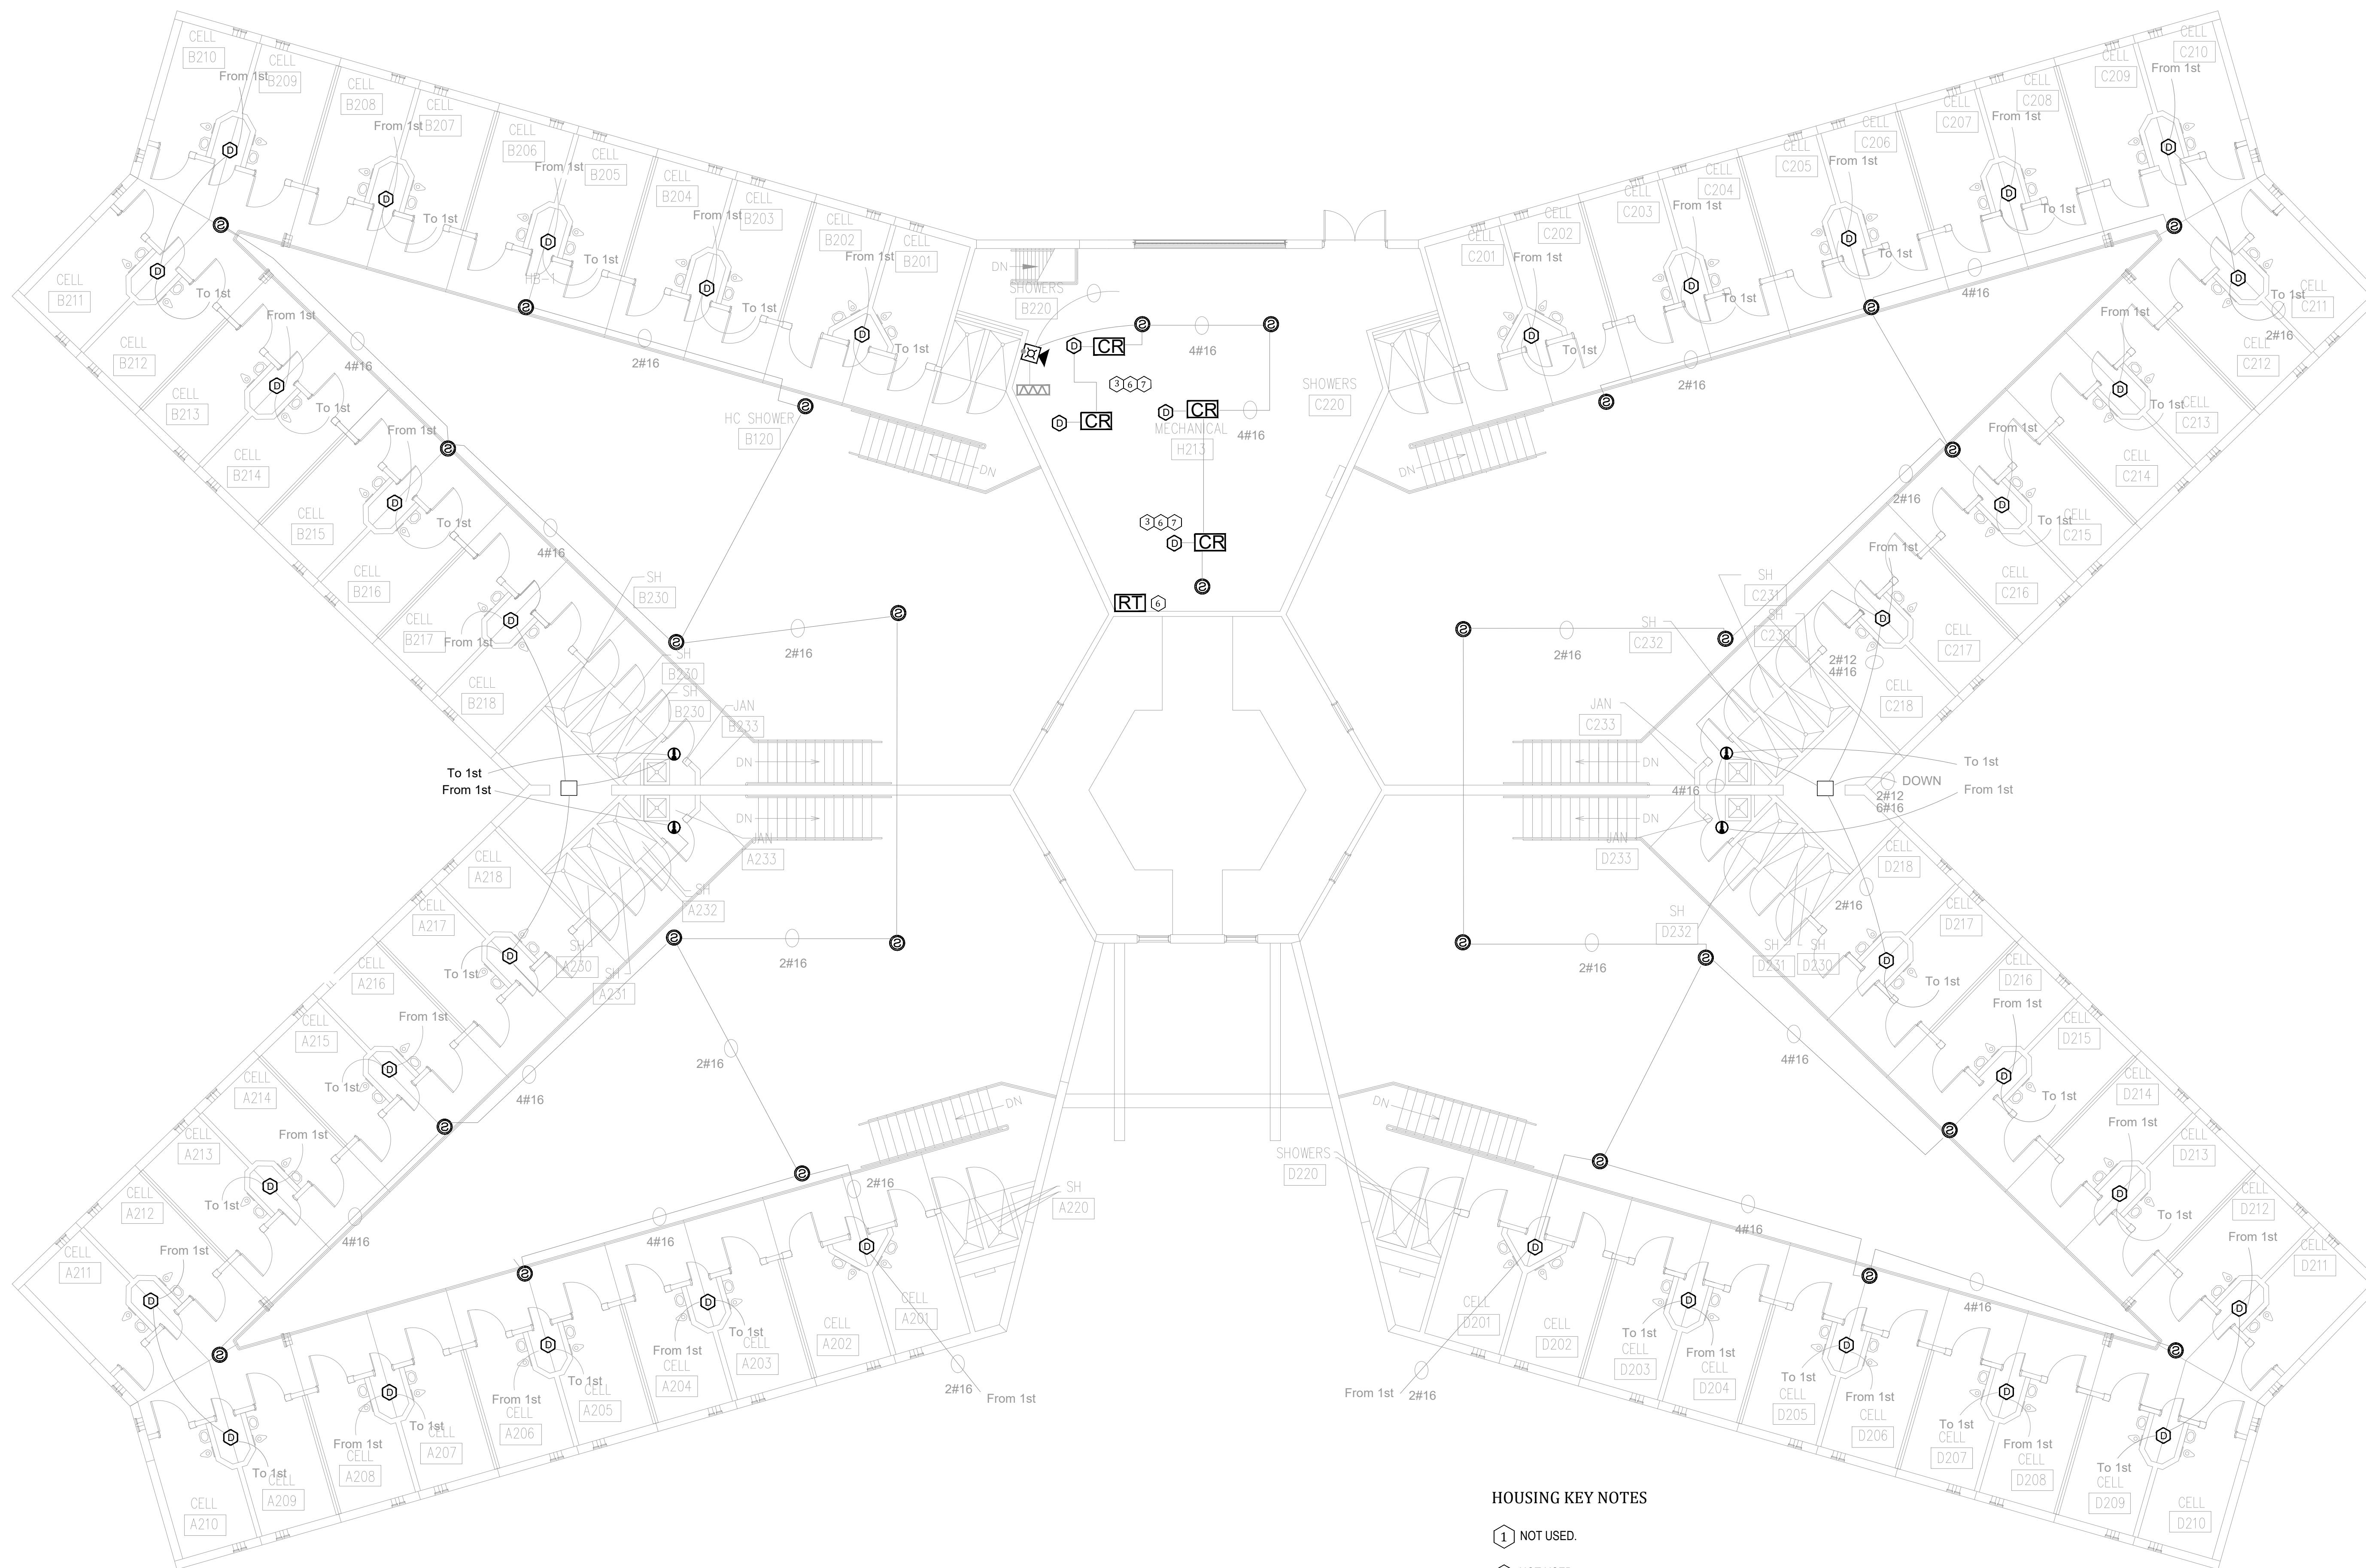 CELL
B210
CELL
B209
From 1st
CELL
B208
CELL
B207
From 1st
CELL
B206
CELL
B205
From 1st
CELL
B204
CELL
B203
From 1st
CELL
B202
CELL
B201
From 1st
To 1st
To 1st
To 1st
To 1st
HB-1
2#16
4#16
CELL
B211
CELL
B212
To 1st
From 1st
CELL
B213
To 1st
CELL
B214
From 1st
CELL
B215
To 1st
CELL
B216
4#16
CELL
B217
From 1st
CELL
B218
SH
B230
SH
B230
SH
B230
JAN
B233
2#16
HC SHOWER
B120
DN
DN
DN
SHOWERS
B220
D
CR
S
4#16
3 6 7
D
CR
D
CR
4#16
MECHANICAL
H213
3 6 7
D
CR
RT
6
CELL
C210
From 1st
CELL
C209
CELL
C208
From 1st
CELL
C207
CELL
C206
From 1st
CELL
C205
CELL
C204
From 1st
CELL
C203
CELL
C202
From 1st
CELL
C201
To 1st
To 1st
To 1st
To 1st
4#16
2#16
SHOWERS
C220
DN
CELL
C211
To 1st
2#16
CELL
C212
From 1st
To 1st
CELL
C213
From 1st
CELL
C214
To 1st
CELL
C215
2#16
From 1st
CELL
C216
CELL
C217
CELL
C218
SH
C231
SH
C230
SH
C232
2#12
4#16
2#16
JAN
C233
DN
To 1st
From 1st
To 1st
DOWN
From 1st
2#12
6#16
4#16
DN
JAN
A233
DN
JAN
D233
CELL
A218
CELL
A217
SH
A232
SH
A230
SH
A231
To 1st
2#16
CELL
A216
CELL
A215
From 1st
To 1st
4#16
2#16
CELL
A214
CELL
A213
From 1st
To 1st
CELL
A212
4#16
CELL
A211
From 1st
To 1st
CELL
A210
CELL
A209
From 1st
CELL
A208
To 1st
CELL
A207
From 1st
CELL
A206
To 1st
CELL
A205
From 1st
CELL
A204
To 1st
CELL
A203
CELL
A202
CELL
A201
2#16
From 1st
4#16
2#16
DN
SH
A220
CELL
D218
2#16
CELL
D217
SH
D232
SH
D231
SH
D230
2#16
To 1st
CELL
D216
From 1st
CELL
D215
4#16
To 1st
CELL
D214
From 1st
CELL
D213
To 1st
CELL
D212
From 1st
CELL
D211
DN
SHOWERS
D220
4#16
4#16
CELL
D201
From 1st
2#16
CELL
D202
To 1st
CELL
D203
From 1st
CELL
D204
To 1st
CELL
D205
From 1st
CELL
D206
To 1st
CELL
D207
From 1st
CELL
D208
To 1st
CELL
D209
CELL
D210
HOUSING KEY NOTES
1 NOT USED.